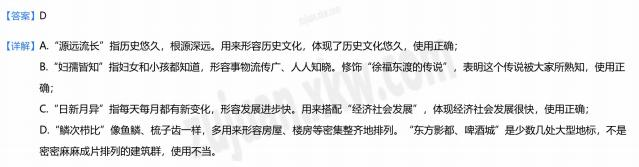 【答案】D
【详解】A.“源远流长”指历史悠久，根源深远。用来形容历史文化，体现了历史文化悠久，使用正确；
B.“妇孺皆知”指妇女和小孩都知道，形容事物流传广、人人知晓。修饰“徐福东渡的传说”，表明这个传说被大家所熟知，使用正
确；
C.“日新月异”指每天每月都有新变化，形容发展进步快。用来搭配“经济社会发展”，体现经济社会发展很快，使用正确；
D.“鳞次栉比”像鱼鳞、梳子齿一样，多用来形容房屋、楼房等密集整齐地排列。“东方影都、啤酒城”是少数几处大型地标，不是
密密麻麻成片排列的建筑群，使用不当。
zujuan.xkw.com